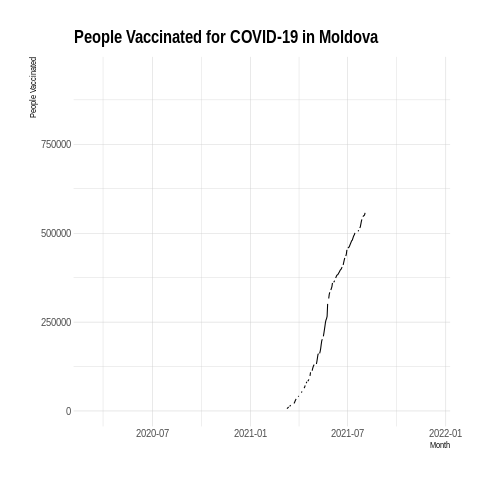 People Vaccinated for COVID-19 in Moldova
People Vaccinated
750000
500000
250000
0
2020-07
2021-01
2021-07
2022-01
Month